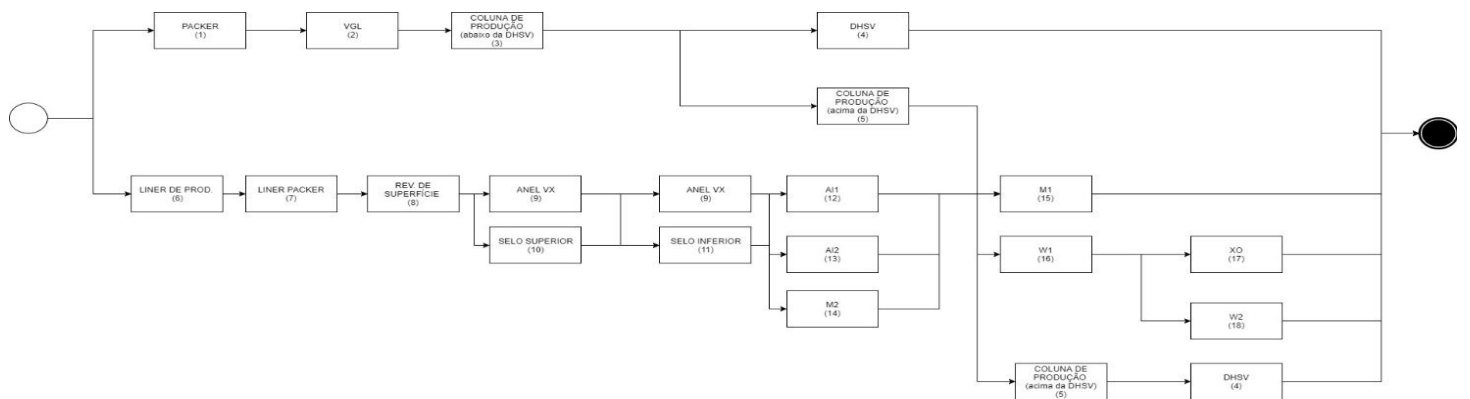 PACKER
(1)
VGL
(2)
COLUNA DE
PRODUÇÃO
(abaixo da DHSV)
(3)
DHSV
(4)
COLUNA DE
PRODUÇÃO
(acima da DHSV)
(5)
LINER DE PROD.
(6)
LINER PACKER
(7)
REV. DE
SUPERFÍCIE
(8)
ANEL VX
(9)
ANEL VX
(9)
AI1
(12)
M1
(15)
SELO SUPERIOR
(10)
SELO INFERIOR
(11)
AI2
(13)
W1
(16)
XO
(17)
M2
(14)
W2
(18)
COLUNA DE
PRODUÇÃO
(acima da DHSV)
(5)
DHSV
(4)